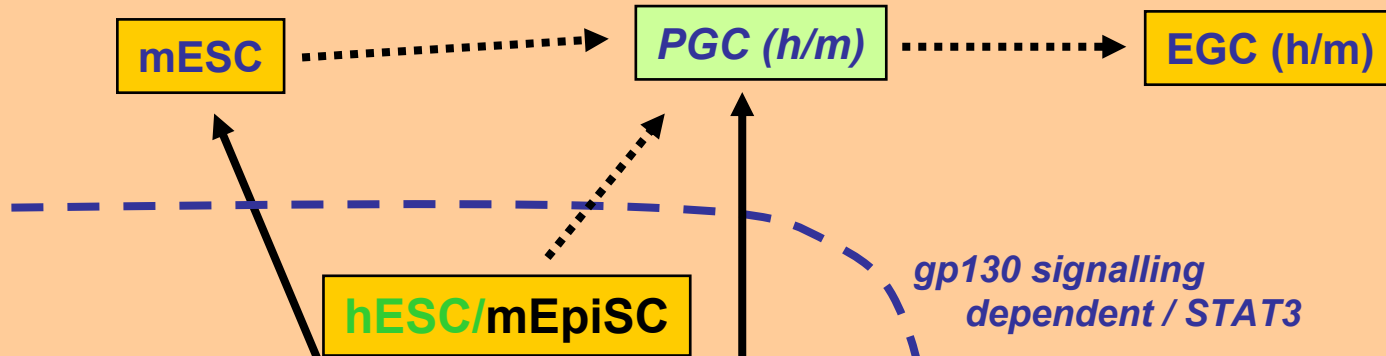 mESC
PGC (h/m)
EGC (h/m)
hESC/mEpiSC
gp130 signalling
dependent / STAT3